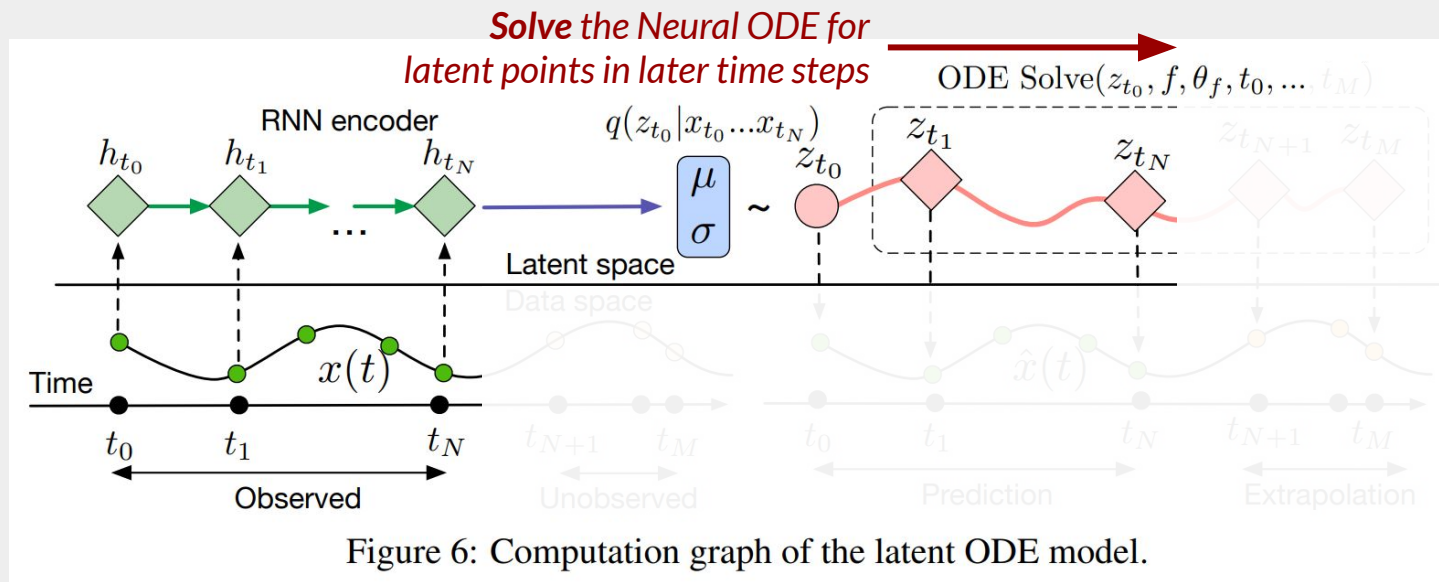 Solve the Neural ODE for
latent points in later time steps
ODE Solve(z_{t_0}, f, θ_f, t_0, ..., t_M)
RNN encoder
q(z_{t_0}|x_{t_0}...x_{t_N})
h_{t_0} h_{t_1} h_{t_N}
z_{t_0} z_{t_1} z_{t_N} z_{t_{N+1}} z_{t_M}
μ
σ
~
...
Latent space
Data space
x(t) x̂(t)
Time
t_0 t_1 t_N t_{N+1} t_M t_0 t_1 t_N t_{N+1} t_M
Observed Unobserved Prediction Extrapolation
Figure 6: Computation graph of the latent ODE model.